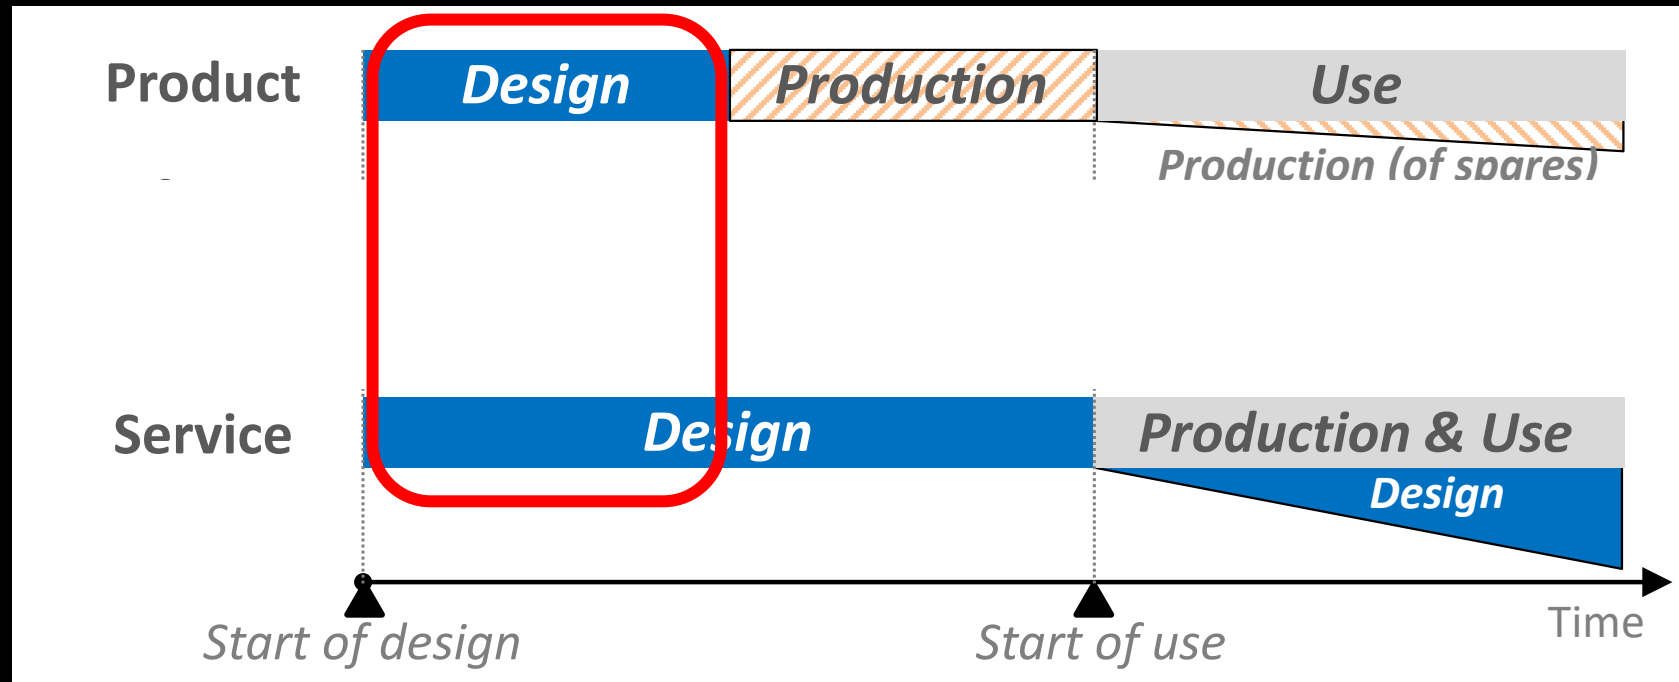 Product
Design
Production
Use
Production (of spares)
Service
Design
Production & Use
Design
Start of design
Start of use
Time